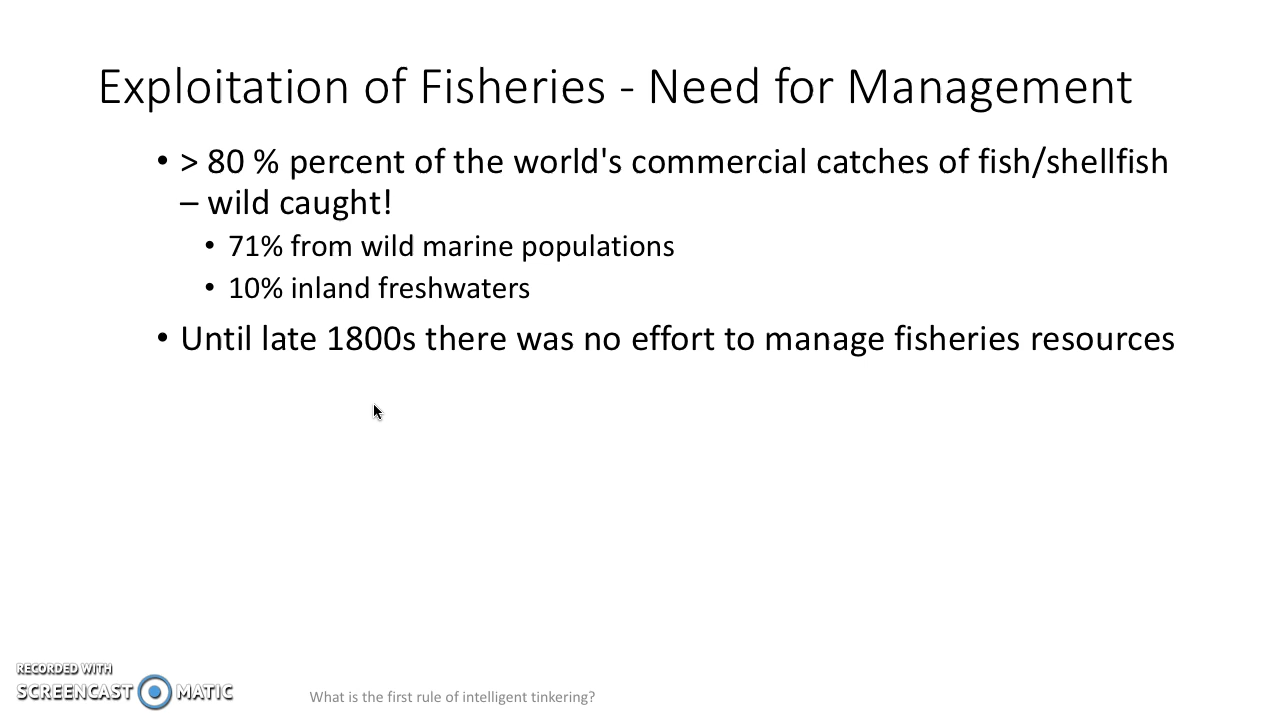 Exploitation of Fisheries - Need for Management
• > 80 % percent of the world's commercial catches of fish/shellfish
– wild caught!
• 71% from wild marine populations
• 10% inland freshwaters
• Until late 1800s there was no effort to manage fisheries resources
RECORDED WITH
SCREENCAST MATIC
What is the first rule of intelligent tinkering?